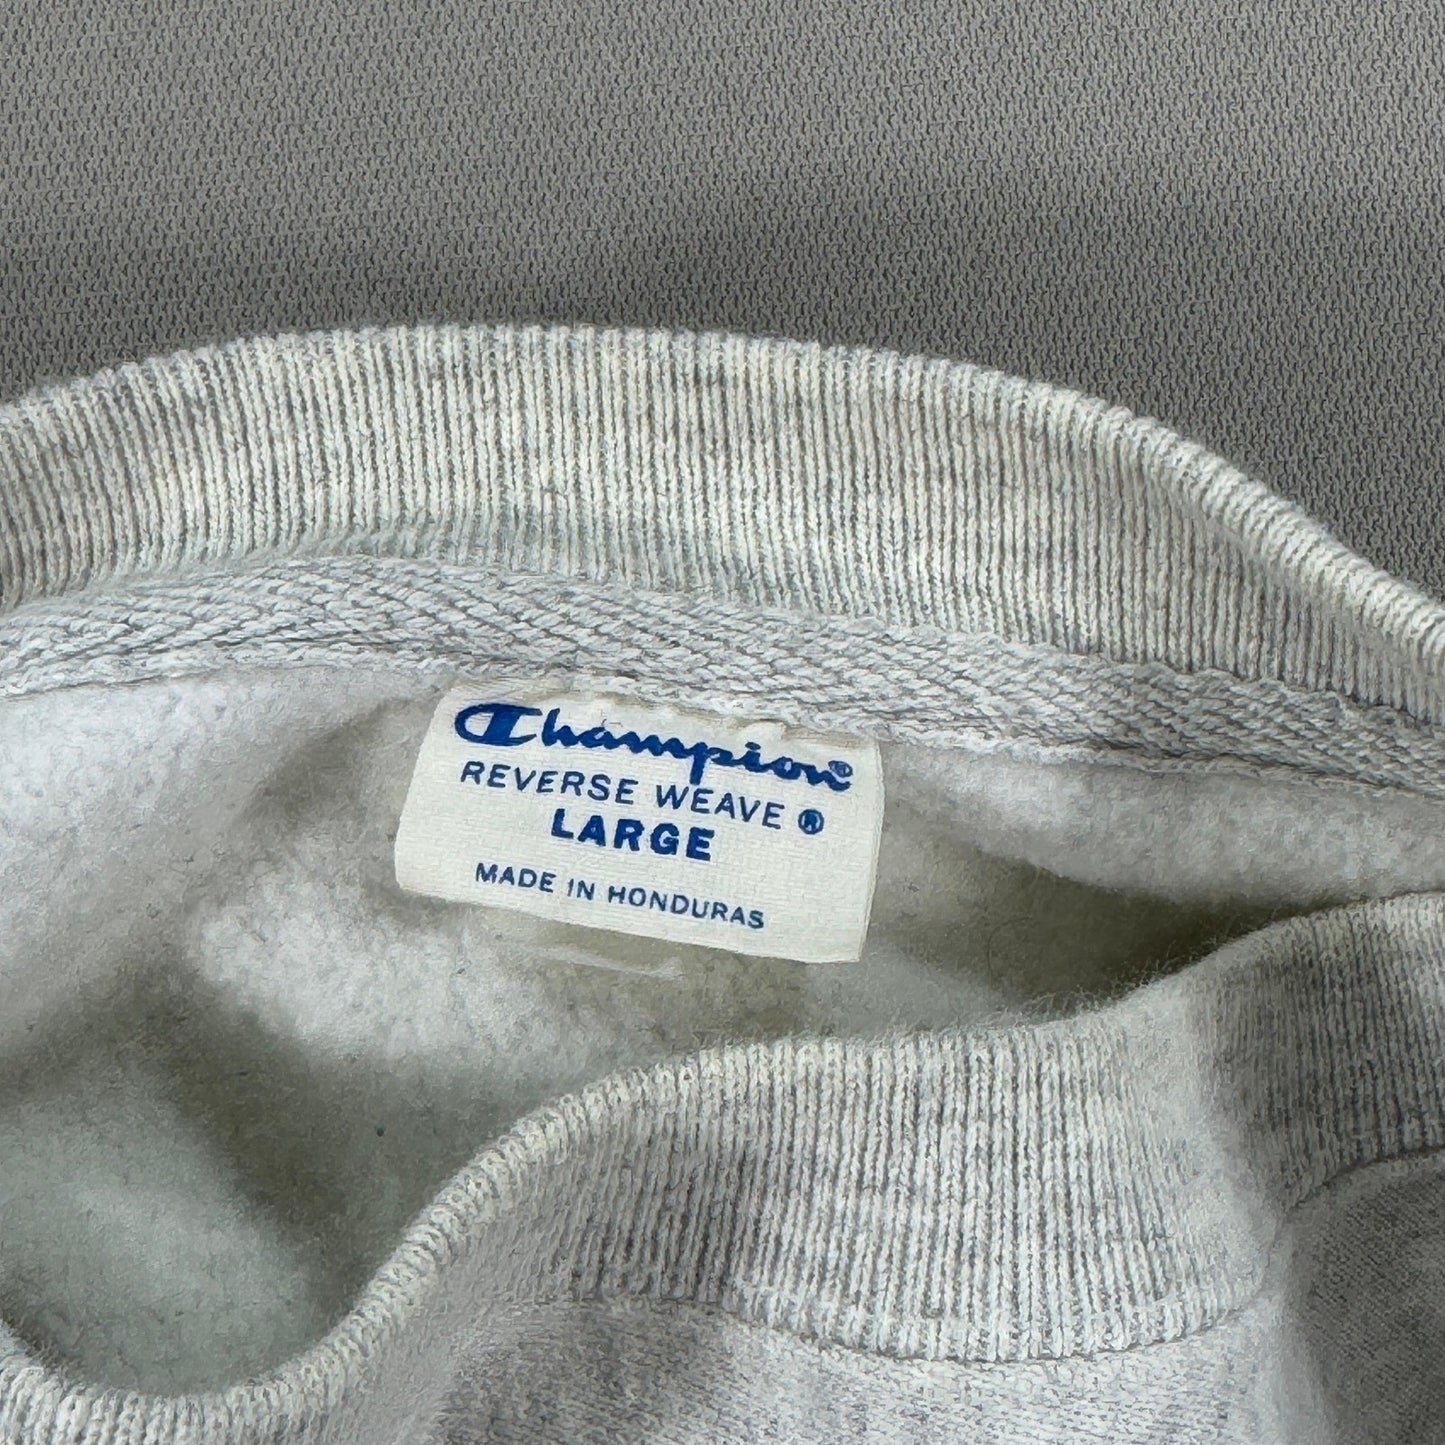 Champion®
REVERSE WEAVE ®
LARGE
MADE IN HONDURAS